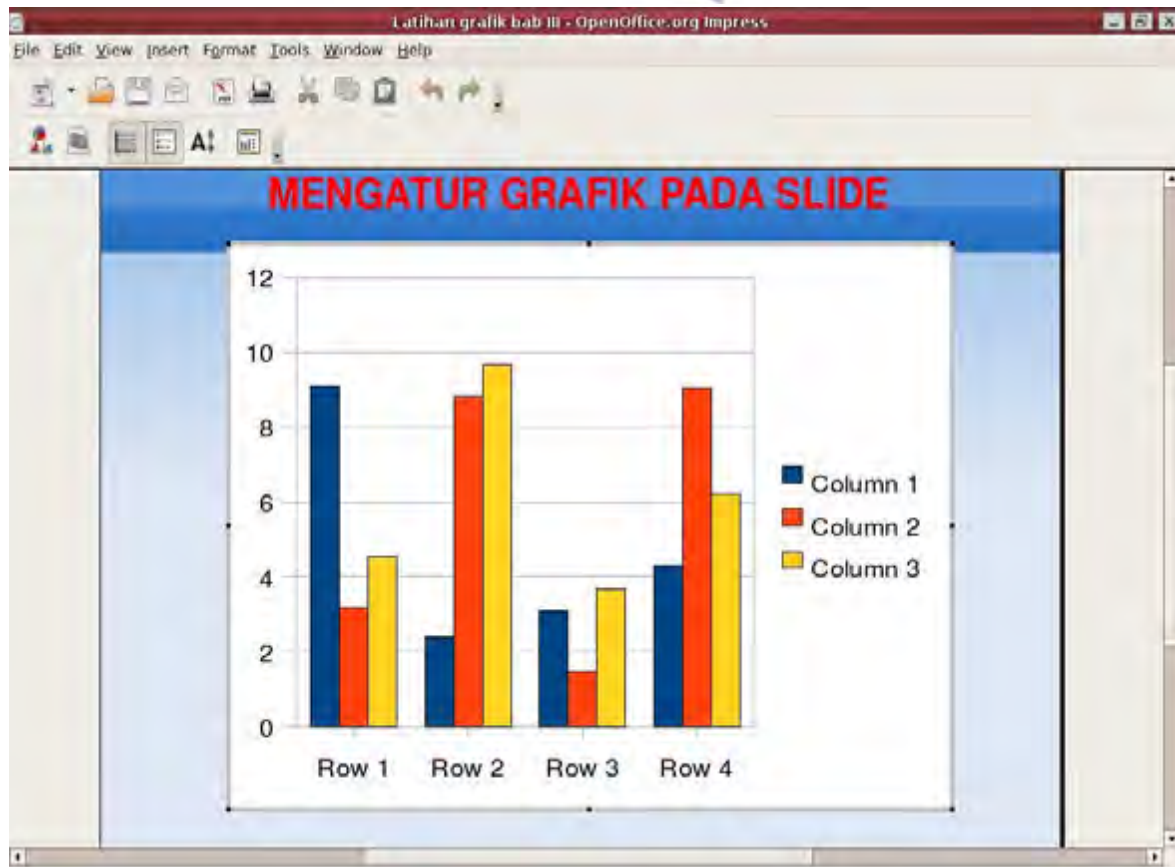 Latihan grafik bab III - OpenOffice.org Impress
File Edit View Insert Format Tools Window Help
MENGATUR GRAFIK PADA SLIDE
12
10
8
6
4
2
0
Row 1 Row 2 Row 3 Row 4
Column 1
Column 2
Column 3